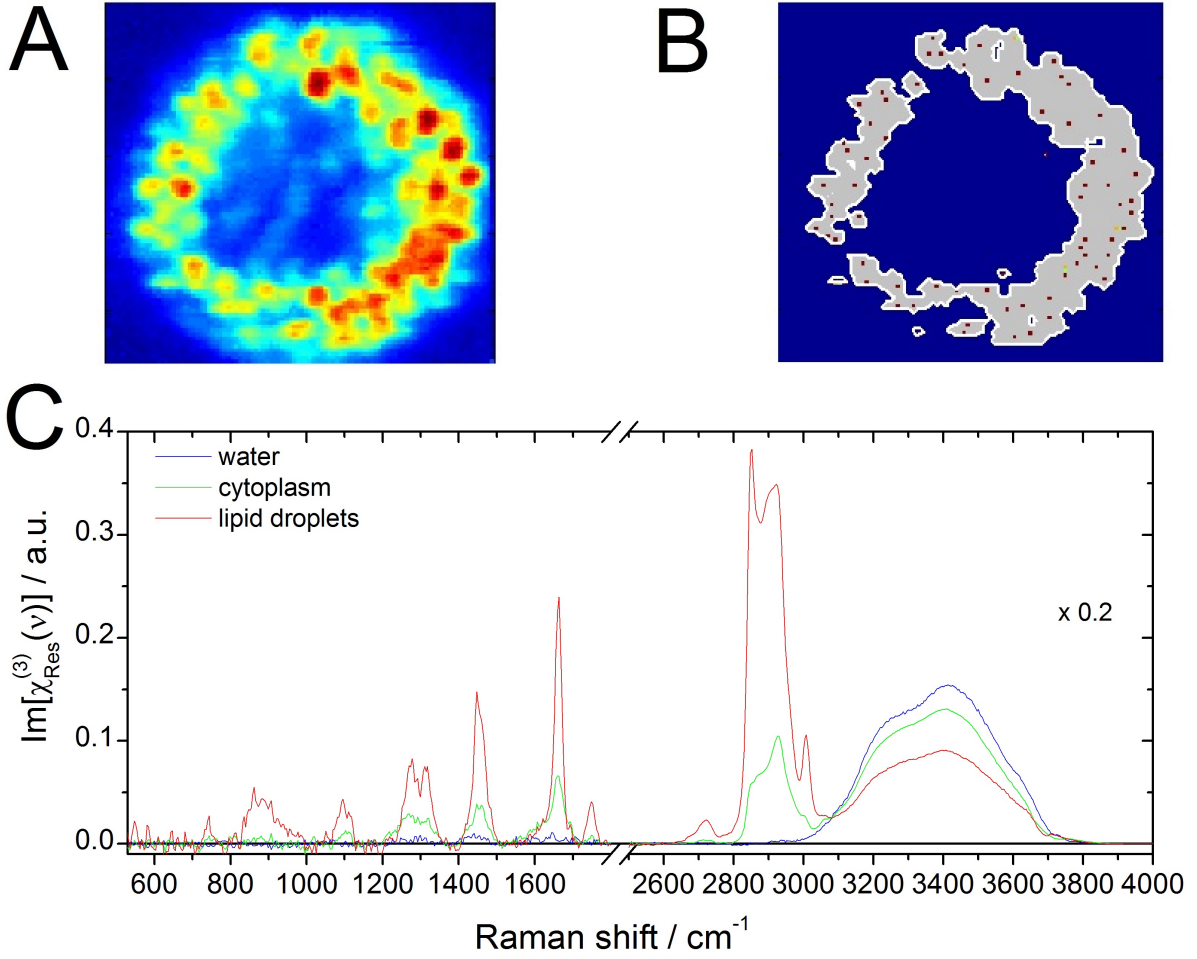 A
B
C
0.4
0.3
0.2
0.1
0.0
Im[χ(3)Res(ν)] / a.u.
water
cytoplasm
lipid droplets
x 0.2
600 800 1000 1200 1400 1600 2600 2800 3000 3200 3400 3600 3800 4000
Raman shift / cm-1